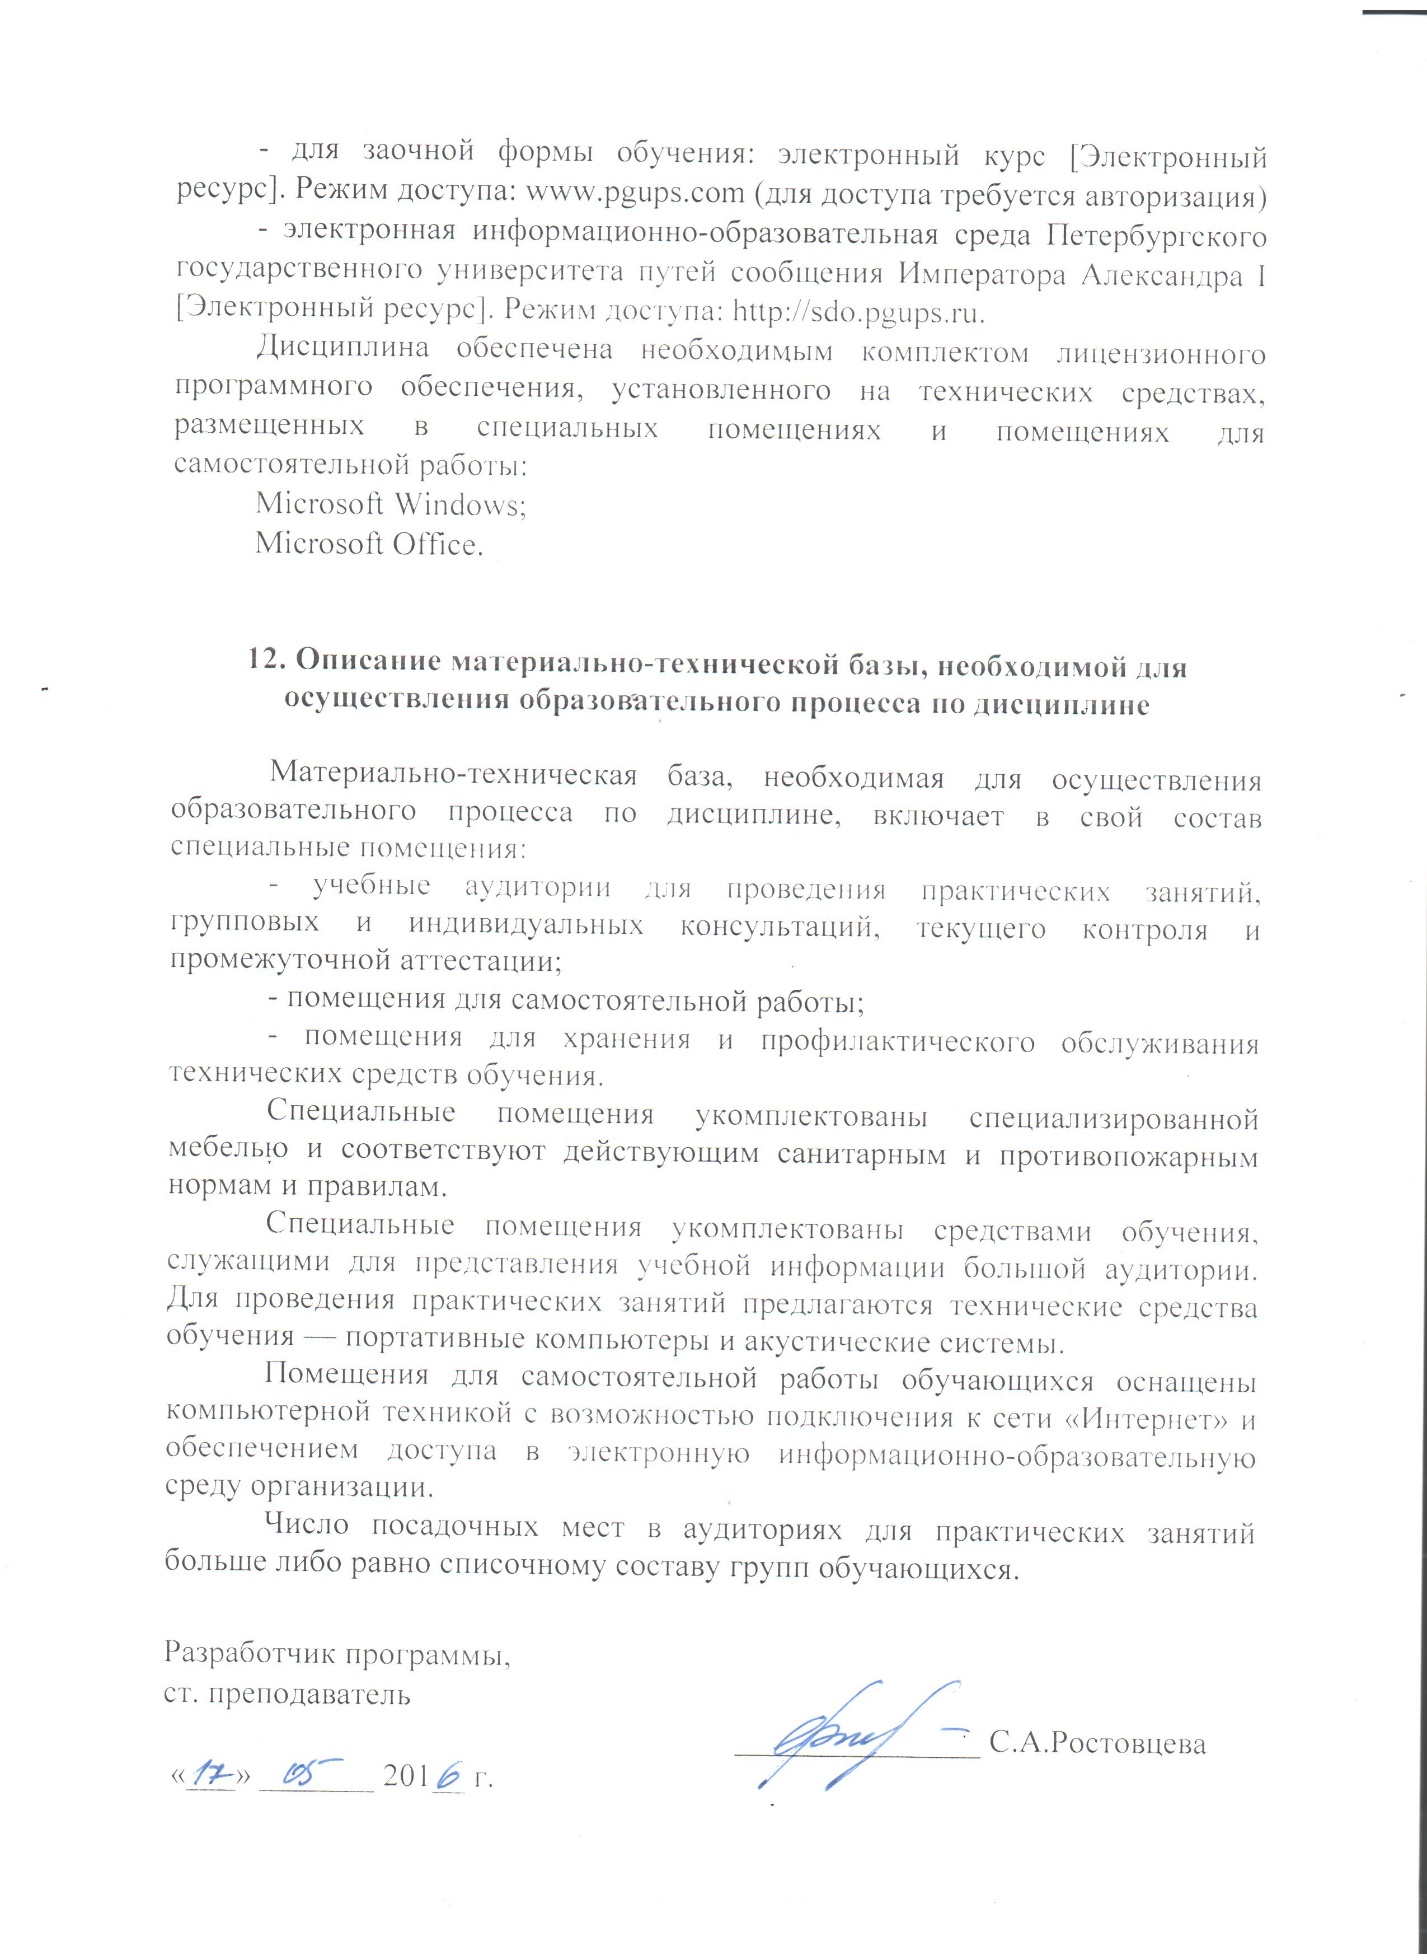 - для заочной формы обучения: электронный курс [Электронный
ресурс]. Режим доступа: www.pgups.com (для доступа требуется авторизация)
- электронная информационно-образовательная среда Петербургского
государственного университета путей сообщения Императора Александра I
[Электронный ресурс]. Режим доступа: http://sdo.pgups.ru.
Дисциплина обеспечена необходимым комплектом лицензионного
программного обеспечения, установленного на технических средствах,
размещенных в специальных помещениях и помещениях для
самостоятельной работы:
Microsoft Windows;
Microsoft Office.
12. Описание материально-технической базы, необходимой для
осуществления образовательного процесса по дисциплине
Материально-техническая база, необходимая для осуществления
образовательного процесса по дисциплине, включает в свой состав
специальные помещения:
- учебные аудитории для проведения практических занятий,
групповых и индивидуальных консультаций, текущего контроля и
промежуточной аттестации;
- помещения для самостоятельной работы;
- помещения для хранения и профилактического обслуживания
технических средств обучения.
Специальные помещения укомплектованы специализированной
мебелью и соответствуют действующим санитарным и противопожарным
нормам и правилам.
Специальные помещения укомплектованы средствами обучения,
служащими для представления учебной информации большой аудитории.
Для проведения практических занятий предлагаются технические средства
обучения — портативные компьютеры и акустические системы.
Помещения для самостоятельной работы обучающихся оснащены
компьютерной техникой с возможностью подключения к сети «Интернет» и
обеспечением доступа в электронную информационно-образовательную
среду организации.
Число посадочных мест в аудиториях для практических занятий
больше либо равно списочному составу групп обучающихся.
Разработчик программы,
ст. преподаватель
С.А.Ростовцева
«17» 05 2016 г.